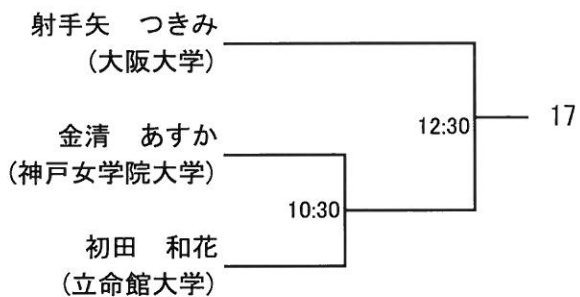 射手矢　つきみ
(大阪大学)
12:30
17
金清　あすか
(神戸女学院大学)
10:30
初田　和花
(立命館大学)